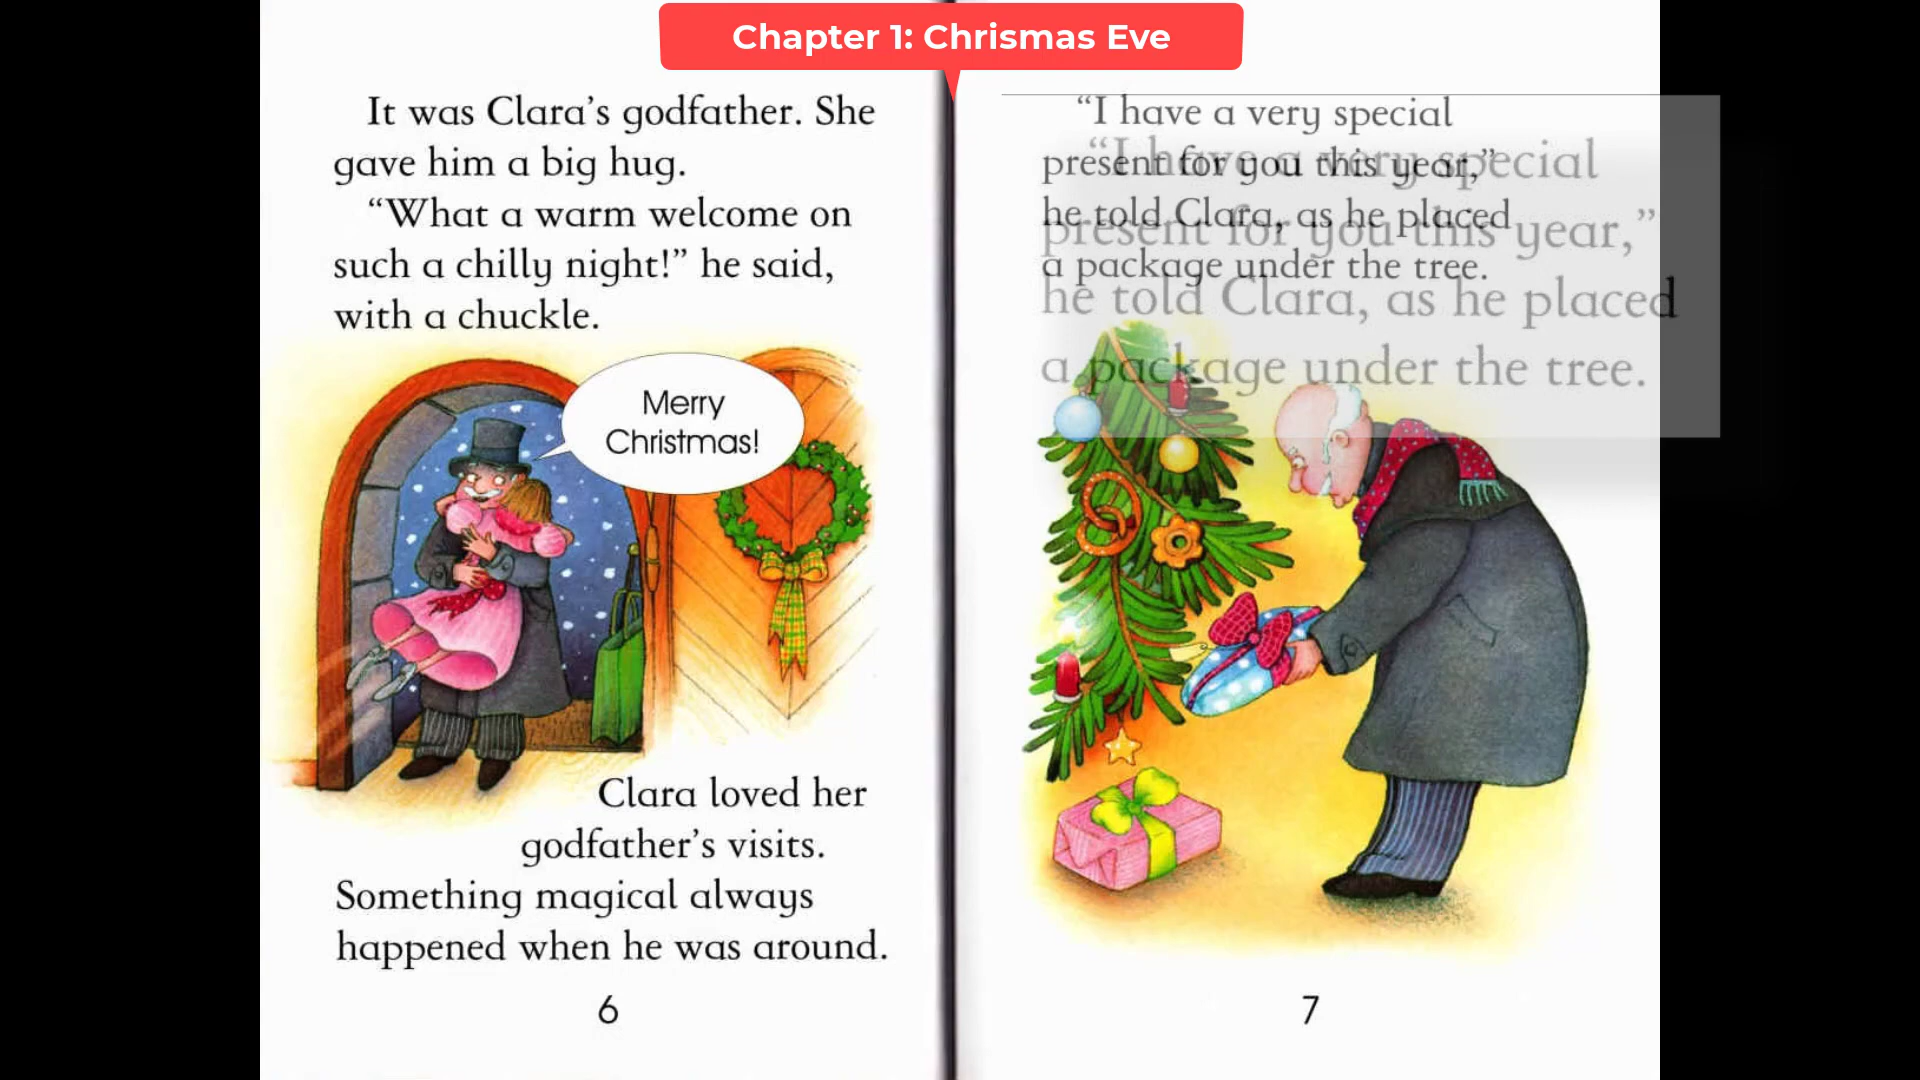 Chapter 1: Chrismas Eve
It was Clara's godfather. She
gave him a big hug.
“What a warm welcome on
such a chilly night!” he said,
with a chuckle.
Merry
Christmas!
Clara loved her
godfather's visits.
Something magical always
happened when he was around.
6
“I have a very special
present for you this year,”
he told Clara, as he placed
a package under the tree.
“I have a very special
present for you this year,”
he told Clara, as he placed
a package under the tree.
7